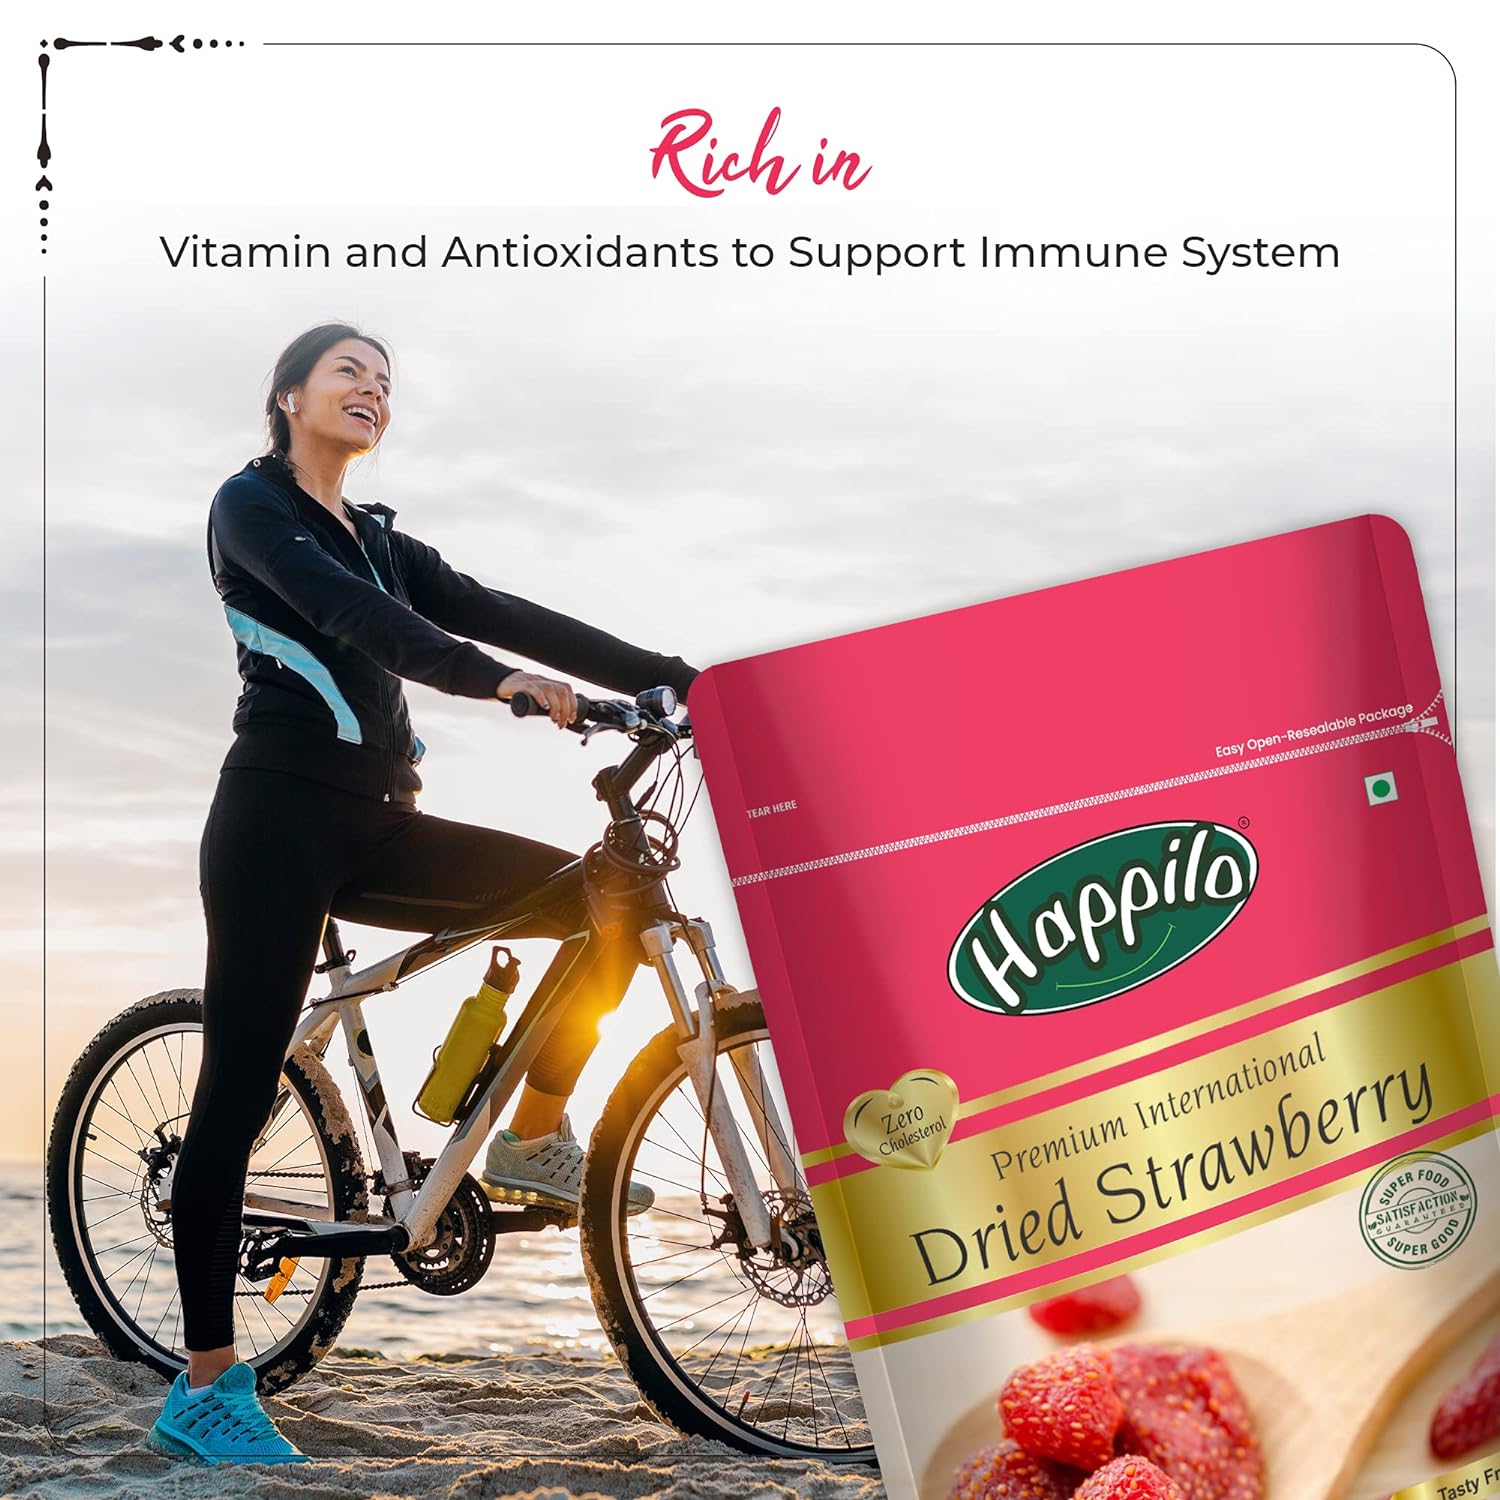 Rich in
Vitamin and Antioxidants to Support Immune System
Easy Open-Resealable Package
TEAR HERE
Happilo
®
Zero
Cholesterol
Premium International
Dried Strawberry
SUPER FOOD
SATISFACTION
GUARANTEED
SUPER GOOD
Tasty Fr